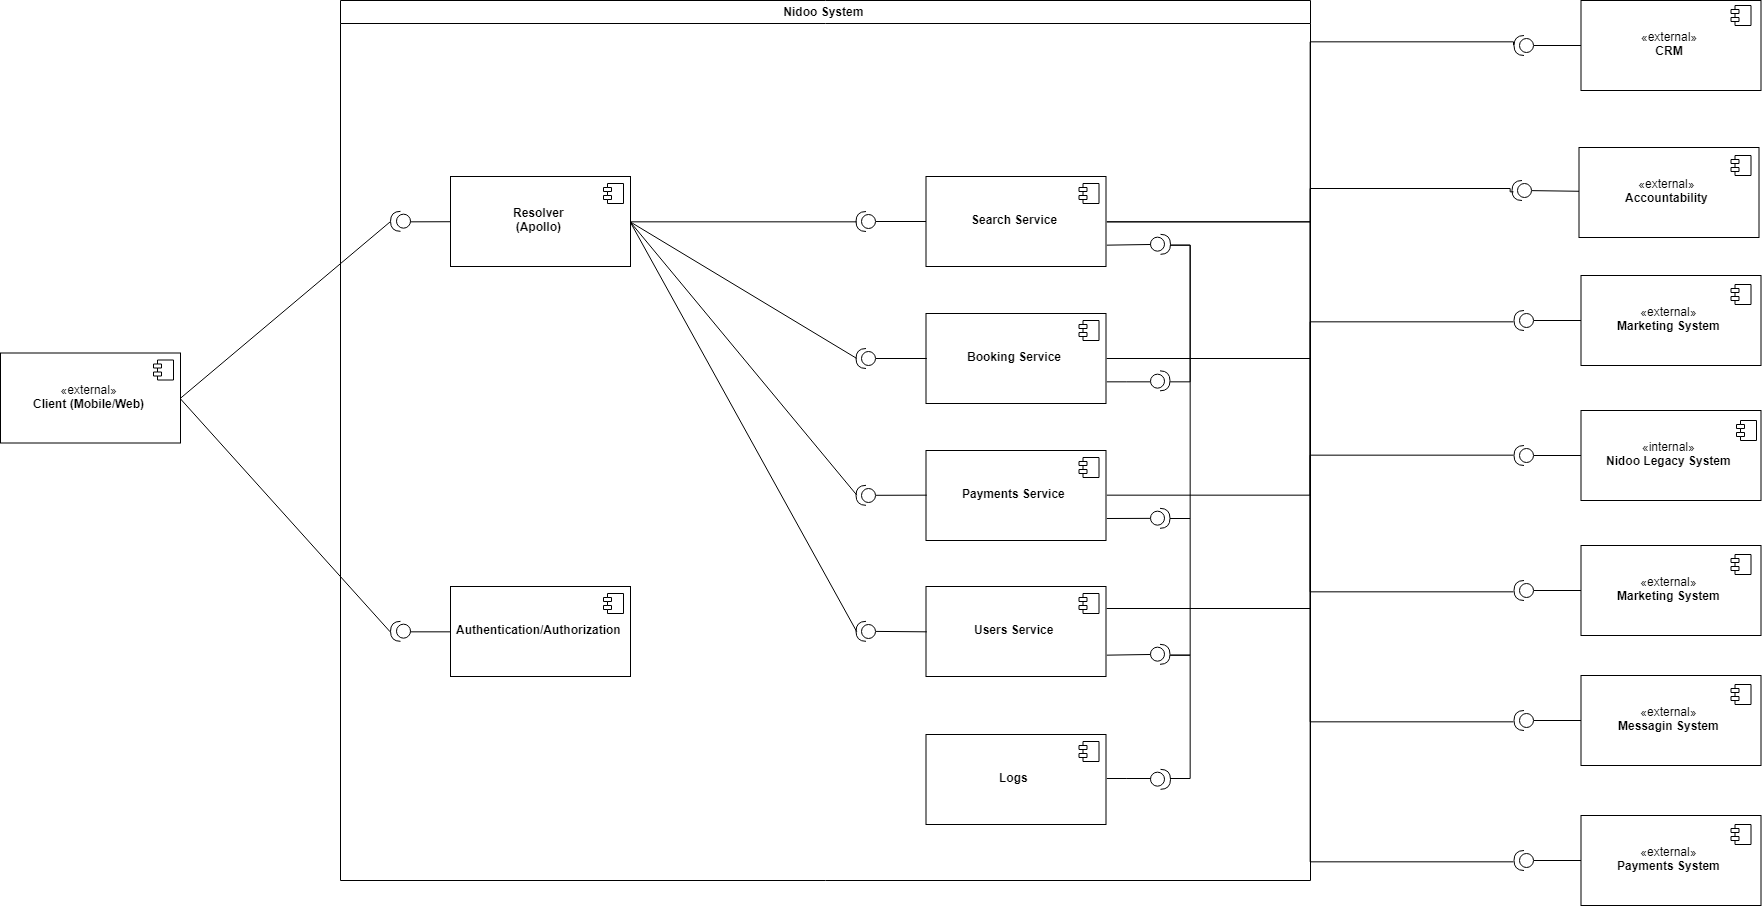 Nidoo System
«external»
Client (Mobile/Web)
Resolver
(Apollo)
Authentication/Authorization
Search Service
Booking Service
Payments Service
Users Service
Logs
«external»
CRM
«external»
Accountability
«external»
Marketing System
«internal»
Nidoo Legacy System
«external»
Marketing System
«external»
Messagin System
«external»
Payments System